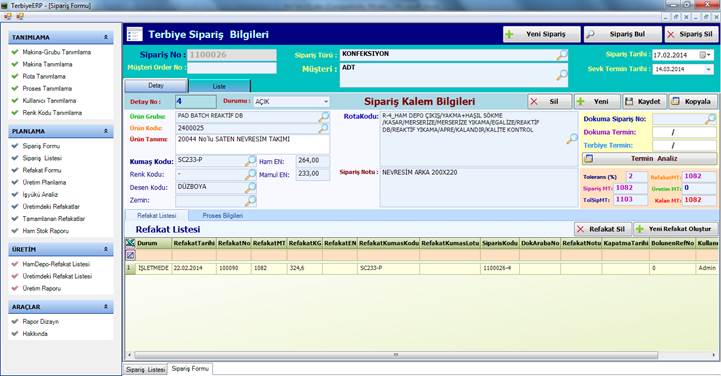 TerbiyeERP - [Sipariş Formu]
TANIMLAMA
Makina-Grubu Tanımlama
Makina Tanımlama
Rota Tanımlama
Proses Tanımlama
Kullanıcı Tanımlama
Renk Kodu Tanımlama
PLANLAMA
Sipariş Formu
Sipariş Listesi
Refakat Formu
Üretim Planlama
İşyükü Analiz
Üretimdeki Refakatlar
Tamamlanan Refakatlar
Ham Stok Raporu
ÜRETİM
HamDepo-Refakat Listesi
Üretimdeki Refakat Listesi
Üretim Raporu
ARAÇLAR
Rapor Dizayn
Hakkında
Terbiye Sipariş Bilgileri
Yeni Sipariş
Sipariş Bul
Sipariş Sil
Sipariş No : 1100026
Sipariş Türü : KONFEKSIYON
Sipariş Tarihi : 17.02.2014
Müşteri Order No :
Müşteri : ADT
Sevk Termin Tarihi : 14.03.2014
Detay
Liste
Detay No : 4
Durumu : AÇIK
Sipariş Kalem Bilgileri
Sil
Yeni
Kaydet
Kopyala
Ürün Grubu: PAD BATCH REAKTİF DB
Ürün Kodu: 2400025
Ürün Tanımı: 20044 No'lu SATEN NEVRESİM TAKIMI
Kumaş Kodu: SC233-P
Ham EN: 264,00
Renk Kodu: -
Mamul EN: 233,00
Desen Kodu: DÜZBOYA
Zemin:
RotaKodu: R-4_HAM DEPO ÇIKIŞ/YAKMA+HAŞIL SÖKME
/KASAR/MERSERİZE/MERSERİZE YIKAMA/EGALİZE/REAKTİF
DB/REAKTİF YIKAMA/APRE/KALANDIR/KALİTE KONTROL
Sipariş Notu : NEVRESİM ARKA 200X220
Dokuma Sipariş No:
Dokuma Termin: /
Terbiye Termin: /
Termin Analiz
Tolerans (%) 2
RefakatMT: 1082
Sipariş MT: 1082
Üretim MT: 0
TolSipMT: 1103
Kalan MT: 1082
Refakat Listesi
Proses Bilgileri
Refakat Listesi
Refakat Sil
Yeni Refakat Oluştur
Durum RefakatTarihi RefakatNo RefakatMT RefakatKG RefakatEN RefakatKumasKodu RefakatKumasLotu SiparisKodu DokArabaNo RefakatNotu KapatmaTarihi BolunenRefNo Kullanı
1 İŞLETMEDE 22.02.2014 100090 1082 324,6 SC233-P 1100026-4 0 Admin
Sipariş Listesi
Sipariş Formu